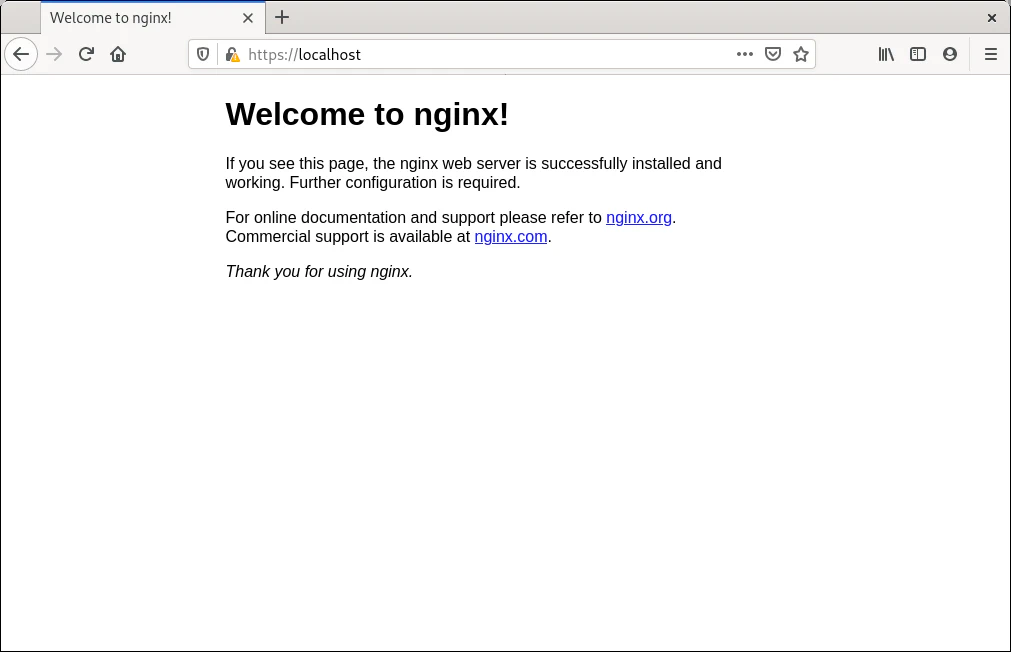 Welcome to nginx!
https://localhost
Welcome to nginx!
If you see this page, the nginx web server is successfully installed and
working. Further configuration is required.
For online documentation and support please refer to nginx.org.
Commercial support is available at nginx.com.
Thank you for using nginx.